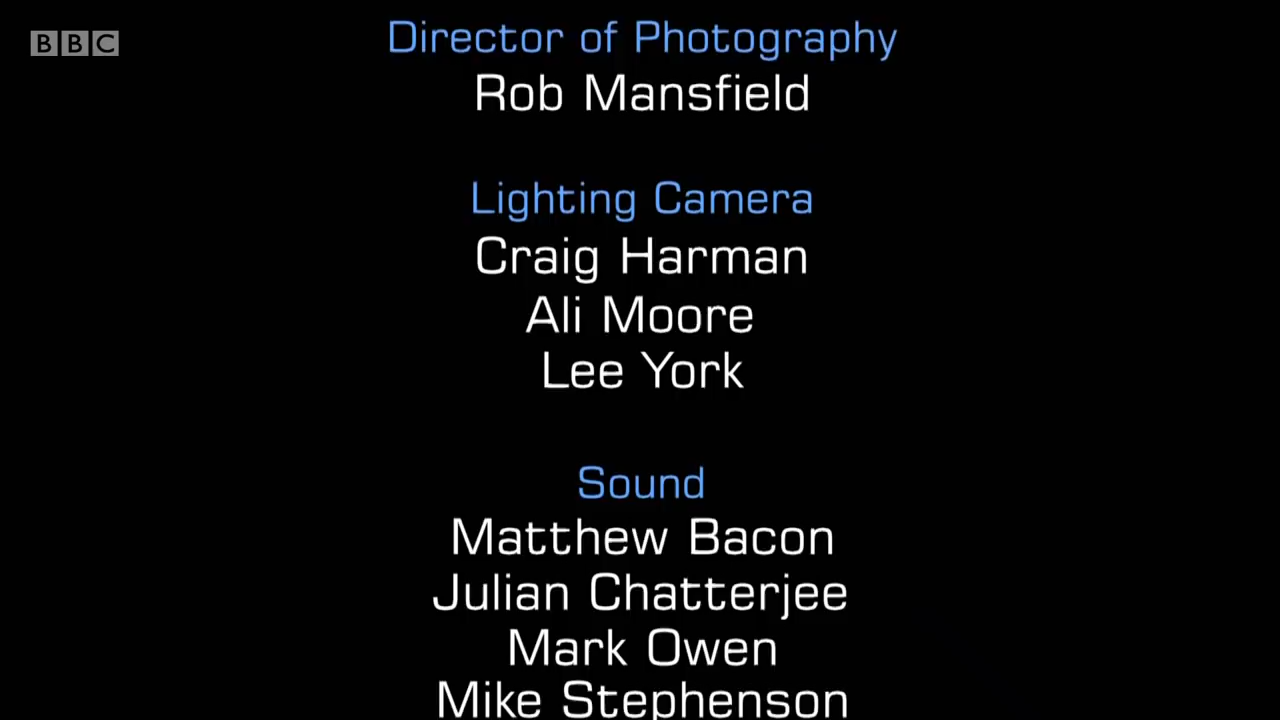 BBC
Director of Photography
Rob Mansfield
Lighting Camera
Craig Harman
Ali Moore
Lee York
Sound
Matthew Bacon
Julian Chatterjee
Mark Owen
Mike Stephenson